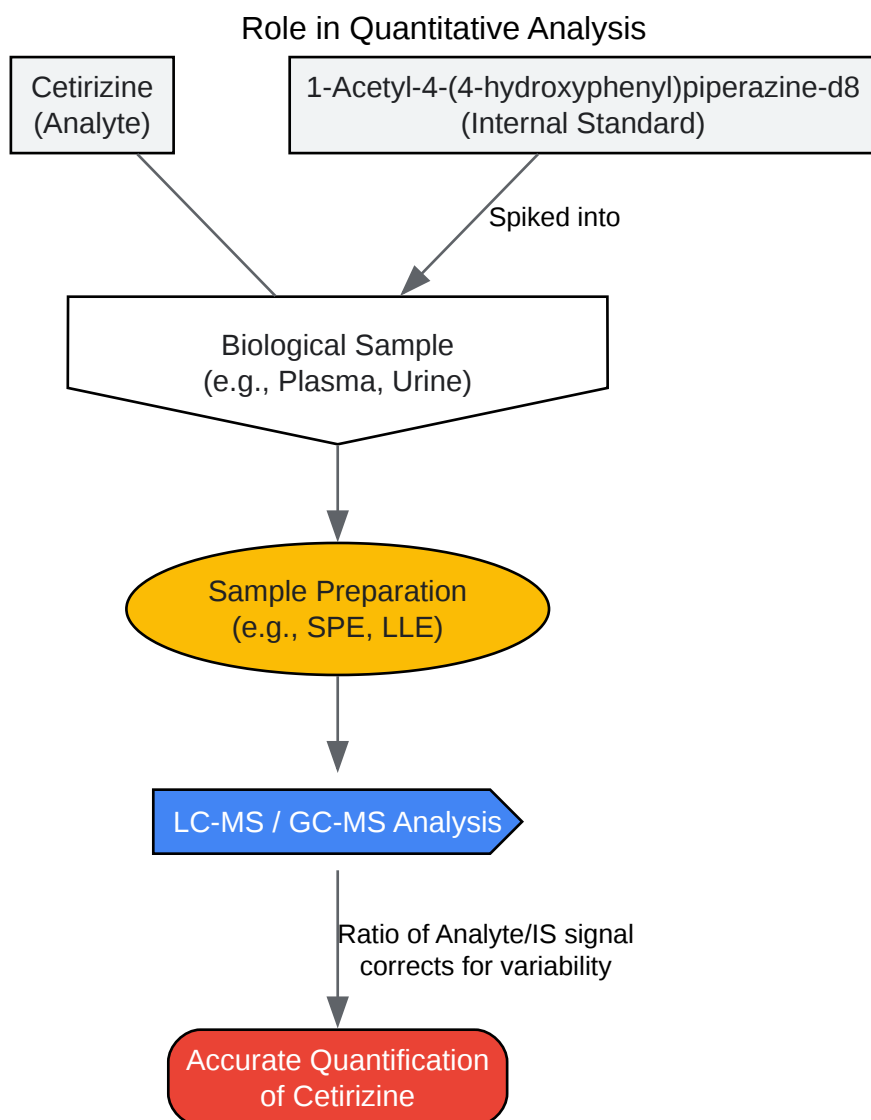 Role in Quantitative Analysis
Cetirizine
(Analyte)
1-Acetyl-4-(4-hydroxyphenyl)piperazine-d8
(Internal Standard)
Spiked into
Biological Sample
(e.g., Plasma, Urine)
Sample Preparation
(e.g., SPE, LLE)
LC-MS / GC-MS Analysis
Ratio of Analyte/IS signal
corrects for variability
Accurate Quantification
of Cetirizine